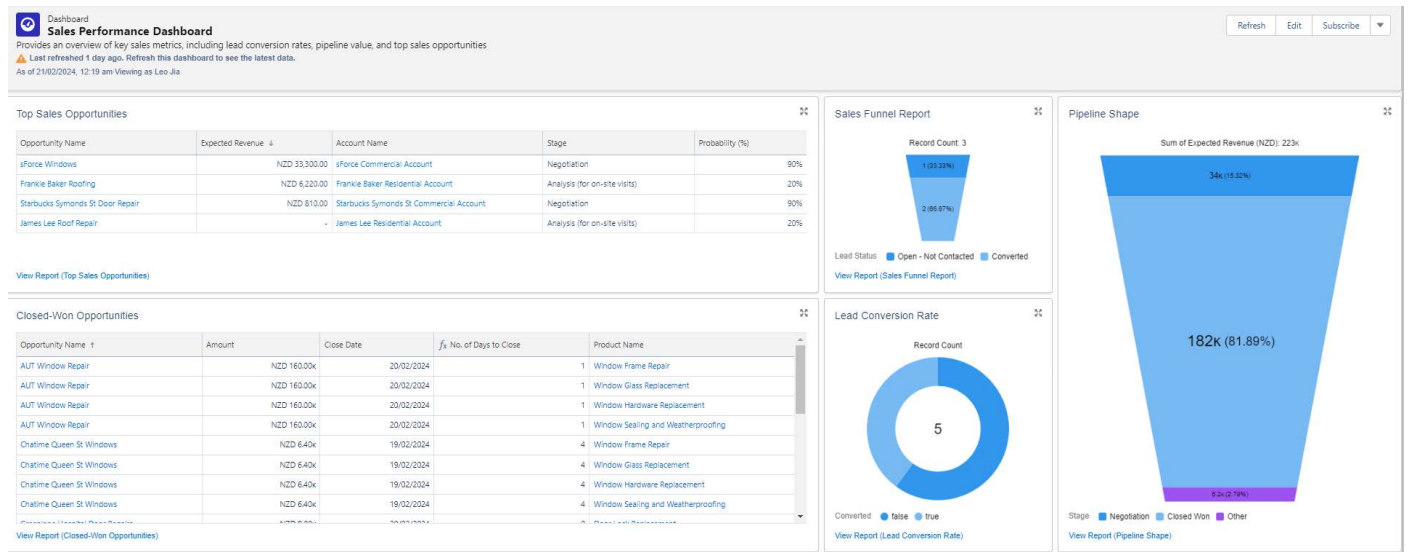 Dashboard
Sales Performance Dashboard
Provides an overview of key sales metrics, including lead conversion rates, pipeline value, and top sales opportunities
Last refreshed 1 day ago. Refresh this dashboard to see the latest data.
As of 21/02/2024, 12:19 am·Viewing as Leo Jia
Refresh Edit Subscribe
Top Sales Opportunities
Opportunity Name Expected Revenue ↓ Account Name Stage Probability (%)
sForce Windows NZD 33,300.00 sForce Commercial Account Negotiation 90%
Frankie Baker Roofing NZD 6,220.00 Frankie Baker Residential Account Analysis (for on-site visits) 20%
Starbucks Symonds St Door Repair NZD 810.00 Starbucks Symonds St Commercial Account Negotiation 90%
James Lee Roof Repair - James Lee Residential Account Analysis (for on-site visits) 20%
View Report (Top Sales Opportunities)
Sales Funnel Report
Record Count: 3
1 (33.33%)
2 (66.67%)
Lead Status Open - Not Contacted Converted
View Report (Sales Funnel Report)
Pipeline Shape
Sum of Expected Revenue (NZD): 223K
34K (15.32%)
182K (81.89%)
6.2K (2.79%)
Stage Negotiation Closed Won Other
View Report (Pipeline Shape)
Closed-Won Opportunities
Opportunity Name ↑ Amount Close Date fx No. of Days to Close Product Name
AUT Window Repair NZD 160.00K 20/02/2024 1 Window Frame Repair
AUT Window Repair NZD 160.00K 20/02/2024 1 Window Glass Replacement
AUT Window Repair NZD 160.00K 20/02/2024 1 Window Hardware Replacement
AUT Window Repair NZD 160.00K 20/02/2024 1 Window Sealing and Weatherproofing
Chatime Queen St Windows NZD 6.40K 19/02/2024 4 Window Frame Repair
Chatime Queen St Windows NZD 6.40K 19/02/2024 4 Window Glass Replacement
Chatime Queen St Windows NZD 6.40K 19/02/2024 4 Window Hardware Replacement
Chatime Queen St Windows NZD 6.40K 19/02/2024 4 Window Sealing and Weatherproofing
View Report (Closed-Won Opportunities)
Lead Conversion Rate
Record Count
5
Converted false true
View Report (Lead Conversion Rate)